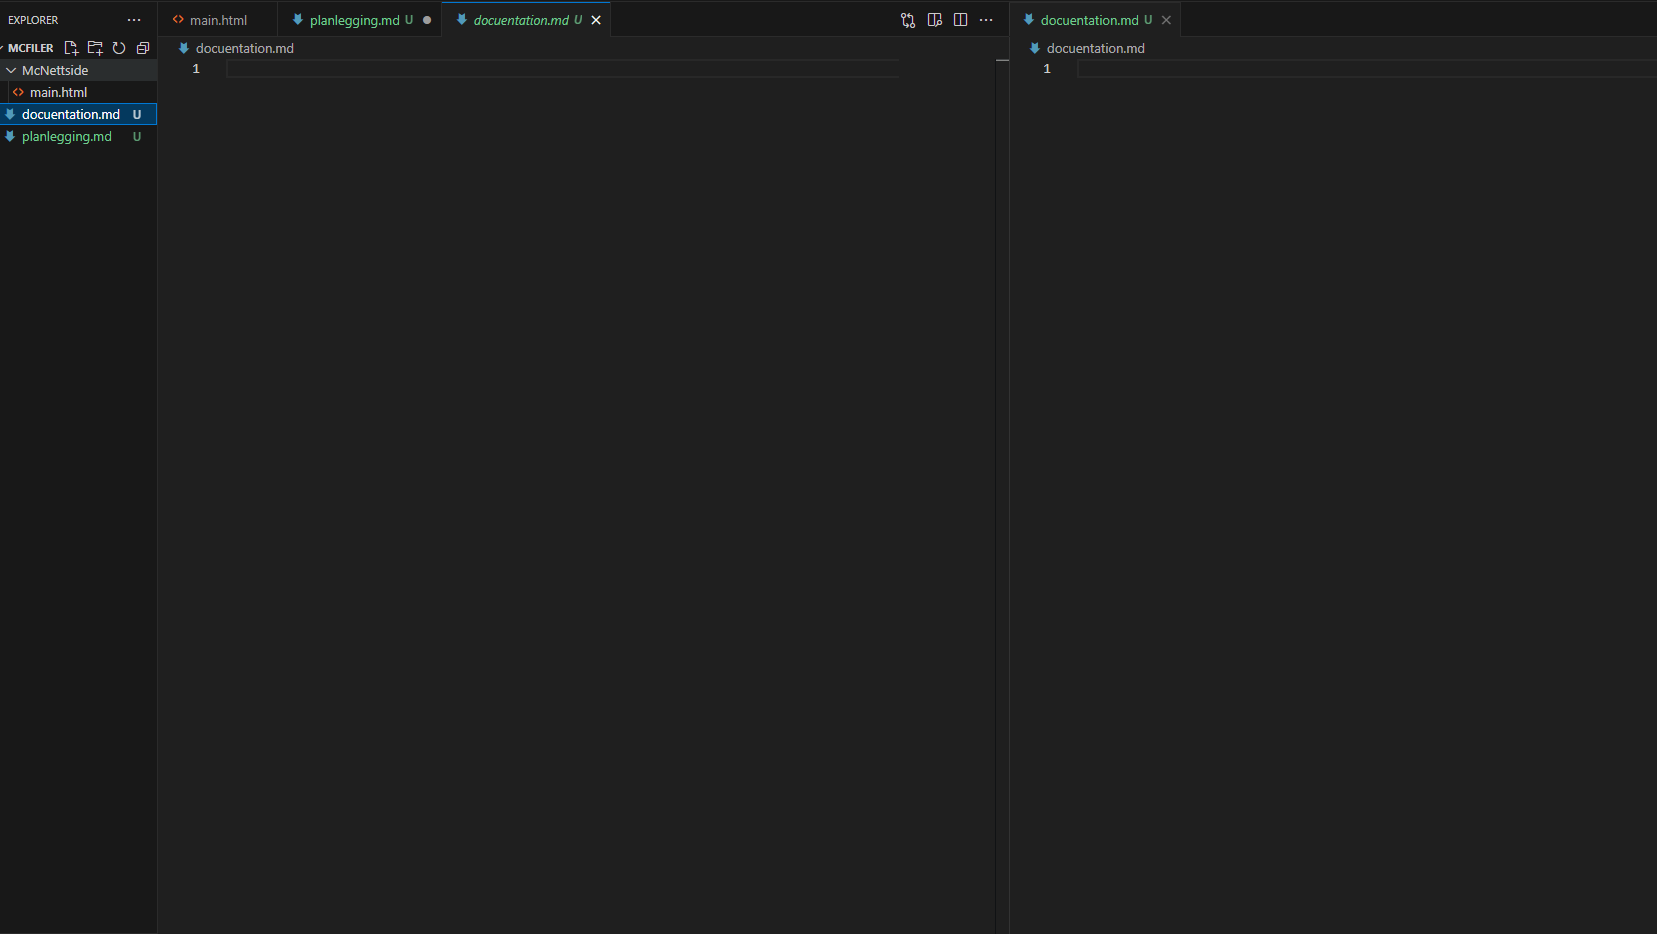 EXPLORER
MCFILER
McNettside
main.html
docuentation.md U
planlegging.md U
main.html
planlegging.md U
docuentation.md U
docuentation.md
1
docuentation.md U
docuentation.md
1